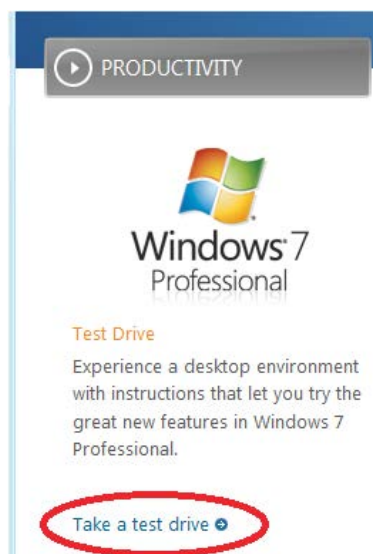 PRODUCTIVITY
Windows 7
Professional
Test Drive
Experience a desktop environment
with instructions that let you try the
great new features in Windows 7
Professional.
Take a test drive